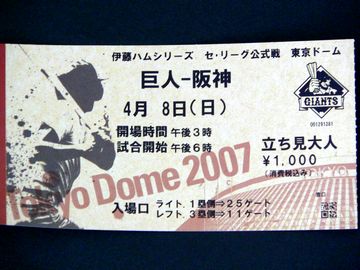 伊藤ハムシリーズ セ・リーグ公式戦 東京ドーム
巨人-阪神
4月 8日(日)
GIANTS
061291281
開場時間 午後3時
試合開始 午後6時
立ち見大人
¥1,000
(消費税込み)
Tokyo Dome 2007
入場口 ライト、1塁側⇒25ゲート
レフト、3塁側⇒11ゲート